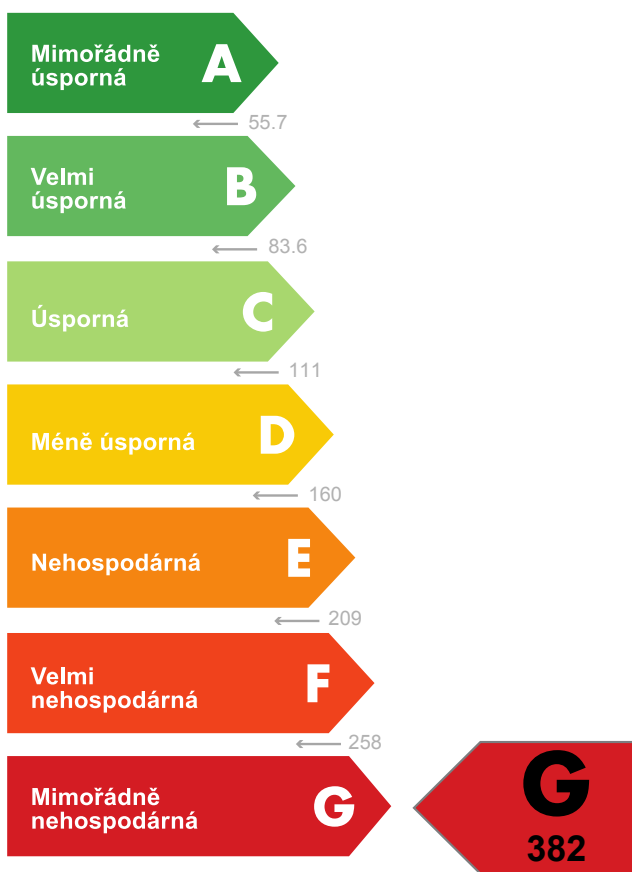 Mimořádně
úsporná
A
← 55.7
Velmi
úsporná
B
← 83.6
Úsporná
C
← 111
Méně úsporná
D
← 160
Nehospodárná
E
← 209
Velmi
nehospodárná
F
← 258
Mimořádně
nehospodárná
G
G
382